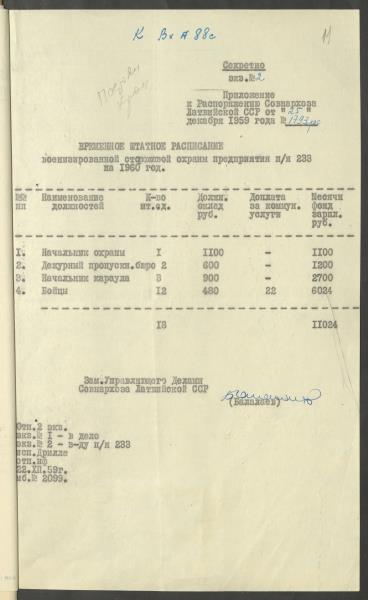 К Вх А 88с
11
Секретно
экз.№ 2
Приложение
к Распоряжению Совнархоза
Латвийской ССР от "25"
декабря 1959 года №
ВРЕМЕННОЕ ШТАТНОЕ РАСПИСАНИЕ
военизированной сторожевой охраны предприятия п/я 233
на 1960 год.
№№ Наименование К-во Должн. Доплата Месячн
пп должностей шт.ед. оклад за коммун. фонд
руб. услуги зарпл.
руб.
1. Начальник охраны 1 1100 – 1100
2. Дежурный пропускн.бюро 2 600 – 1200
3. Начальник караула 3 900 – 2700
4. Бойцы 12 480 22 6024
18 11024
Зам.Управляющего Делами
Совнархоза Латвийской ССР
(Балалаев)
Отп.2 экз.
экз.№ 1 – в дело
экз.№ 2 – з-ду п/я 233
исп.Дрилле
отп.нф
22.XII.59г.
мб.№ 2099.